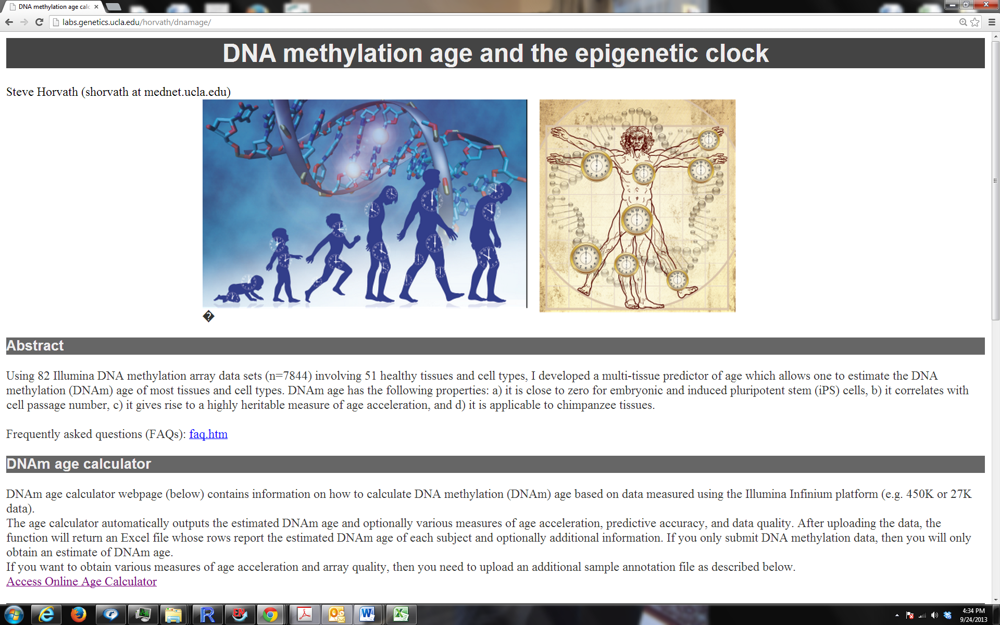 DNA methylation age calc
labs.genetics.ucla.edu/horvath/dnamage/
DNA methylation age and the epigenetic clock
Steve Horvath (shorvath at mednet.ucla.edu)
�
Abstract
Using 82 Illumina DNA methylation array data sets (n=7844) involving 51 healthy tissues and cell types, I developed a multi-tissue predictor of age which allows one to estimate the DNA
methylation (DNAm) age of most tissues and cell types. DNAm age has the following properties: a) it is close to zero for embryonic and induced pluripotent stem (iPS) cells, b) it correlates with
cell passage number, c) it gives rise to a highly heritable measure of age acceleration, and d) it is applicable to chimpanzee tissues.
Frequently asked questions (FAQs): faq.htm
DNAm age calculator
DNAm age calculator webpage (below) contains information on how to calculate DNA methylation (DNAm) age based on data measured using the Illumina Infinium platform (e.g. 450K or 27K
data).
The age calculator automatically outputs the estimated DNAm age and optionally various measures of age acceleration, predictive accuracy, and data quality. After uploading the data, the
function will return an Excel file whose rows report the estimated DNAm age of each subject and optionally additional information. If you only submit DNA methylation data, then you will only
obtain an estimate of DNAm age.
If you want to obtain various measures of age acceleration and array quality, then you need to upload an additional sample annotation file as described below.
Access Online Age Calculator
4:34 PM
9/24/2013